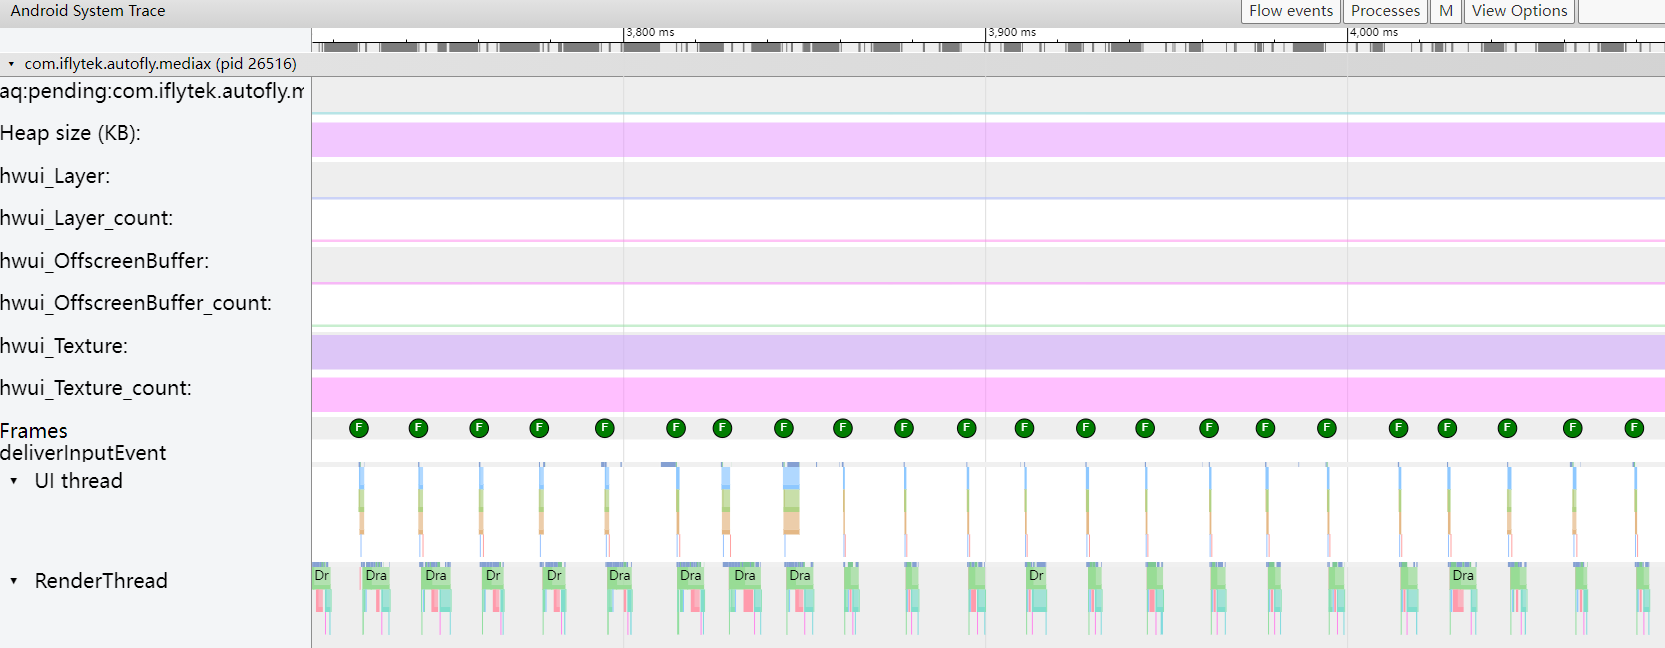 Android System Trace
Flow events Processes M View Options
3,800 ms 3,900 ms 4,000 ms
com.iflytek.autofly.mediax (pid 26516)
aq:pending:com.iflytek.autofly.m
Heap size (KB):
hwui_Layer:
hwui_Layer_count:
hwui_OffscreenBuffer:
hwui_OffscreenBuffer_count:
hwui_Texture:
hwui_Texture_count:
Frames F F F F F F F F F F F F F F F F F F F F F F
deliverInputEvent
UI thread
RenderThread Dr Dra Dra Dr Dr Dra Dra Dra Dra Dr Dra